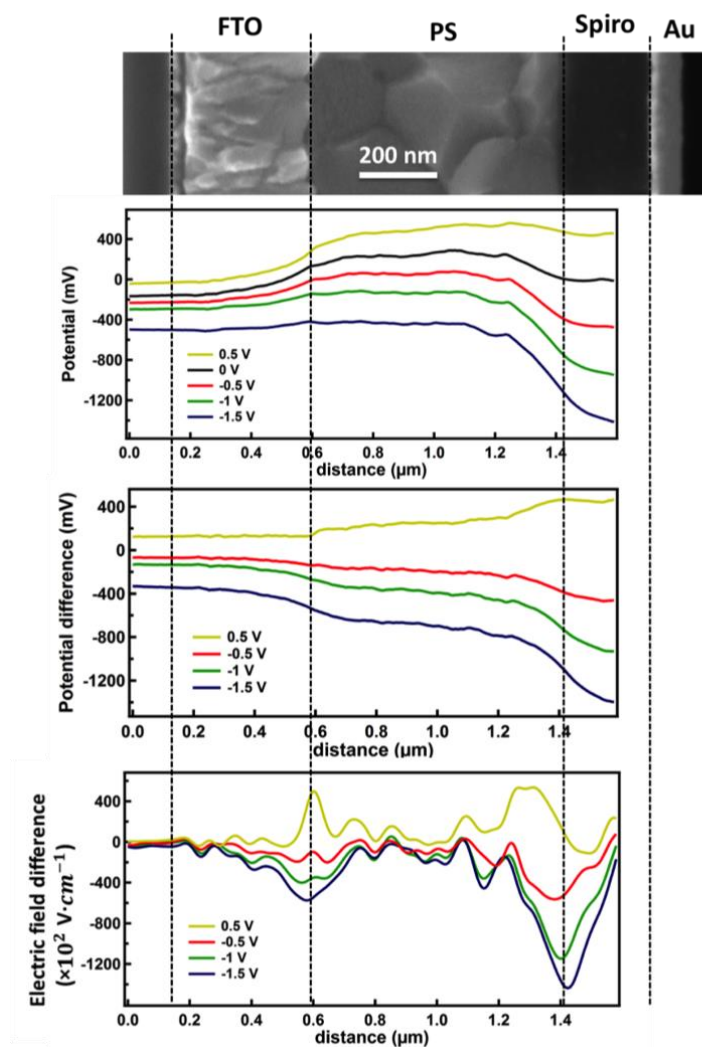 FTO PS Spiro Au
200 nm
Potential (mV)
400
0
-400
-800
-1200
0.5 V
0 V
-0.5 V
-1 V
-1.5 V
0.0 0.2 0.4 0.6 0.8 1.0 1.2 1.4
distance (µm)
Potential difference (mV)
400
0
-400
-800
-1200
0.5 V
-0.5 V
-1 V
-1.5 V
0.0 0.2 0.4 0.6 0.8 1.0 1.2 1.4
distance (µm)
Electric field difference
(×10² V·cm⁻¹)
400
0
-400
-800
-1200
0.5 V
-0.5 V
-1 V
-1.5 V
0.0 0.2 0.4 0.6 0.8 1.0 1.2 1.4
distance (µm)